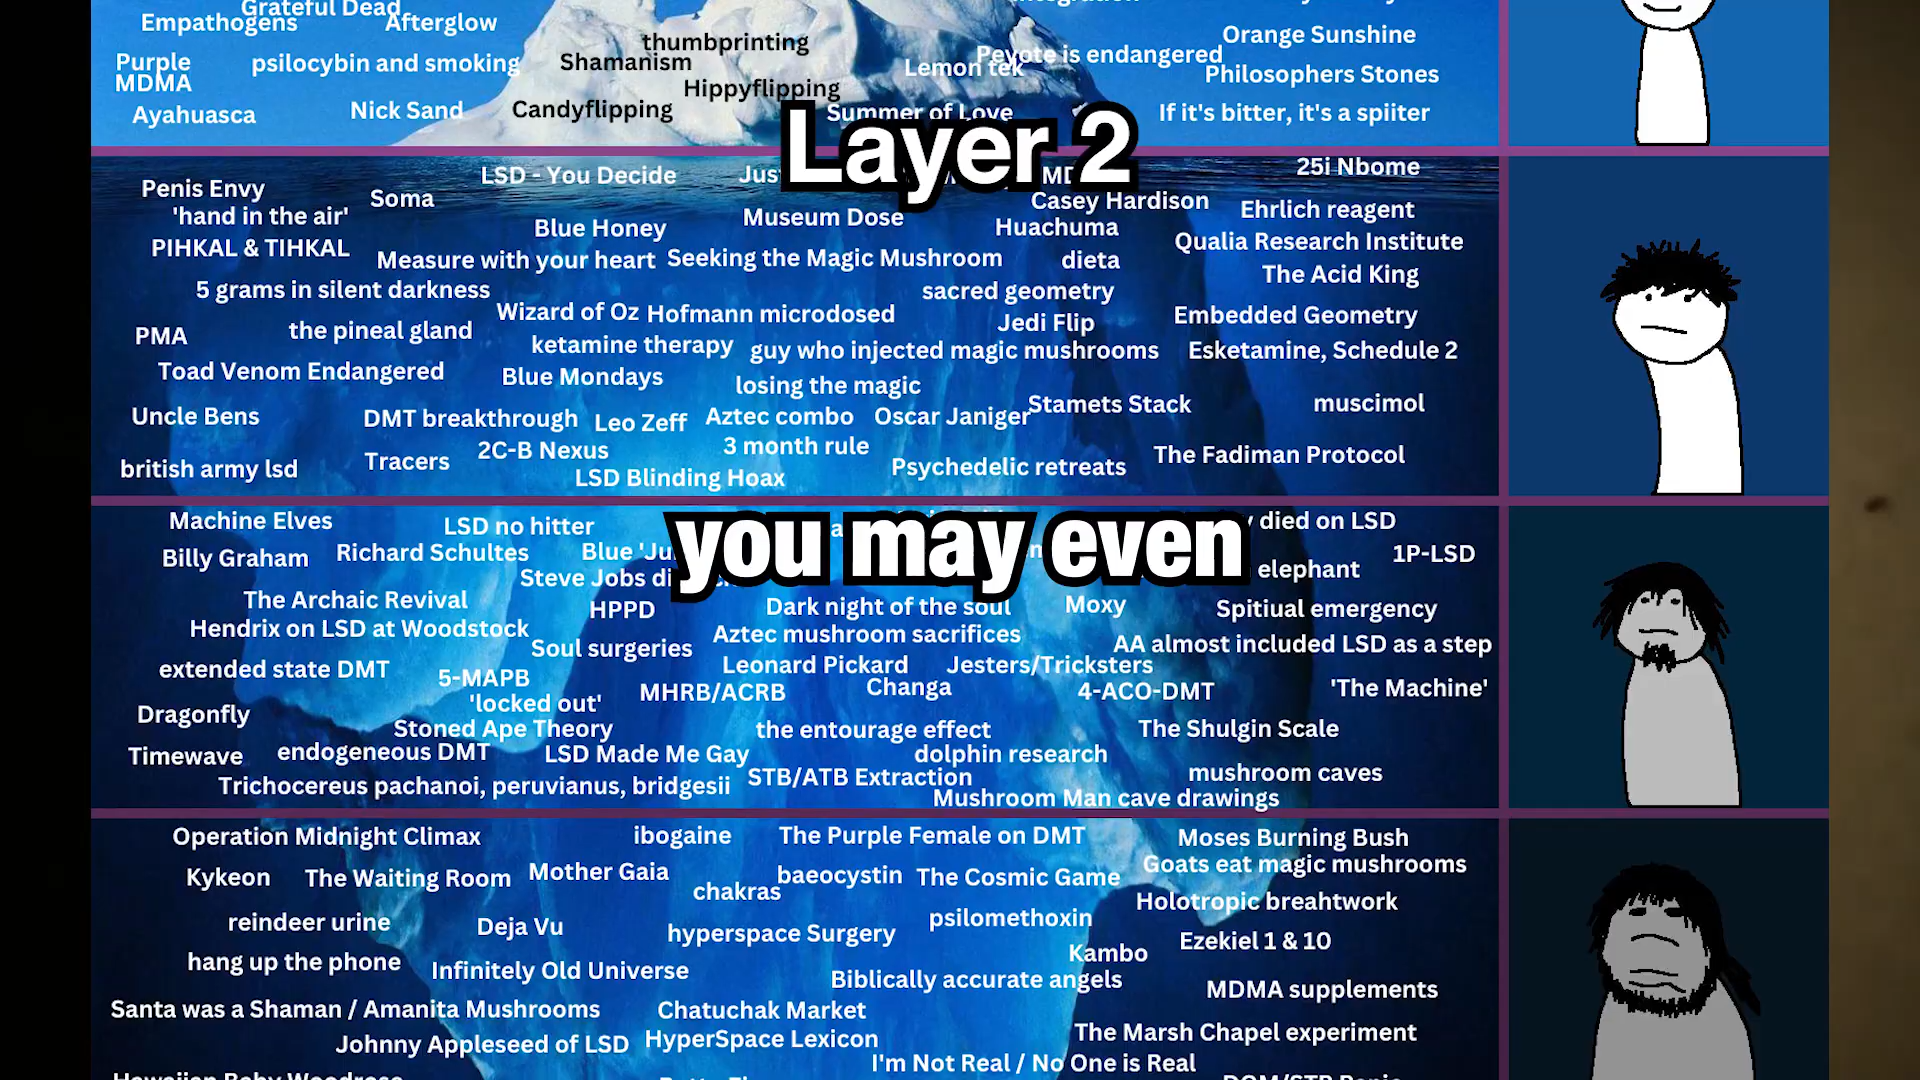 Grateful Dead
Empathogens
Afterglow
thumbprinting
Orange Sunshine
Peyote is endangered
Purple
MDMA
psilocybin and smoking
Shamanism
Lemon tek
Philosophers Stones
Hippyflipping
Ayahuasca
Nick Sand
Candyflipping
Summer of Love
If it's bitter, it's a spiiter
Layer 2
25i Nbome
LSD - You Decide
Penis Envy
Soma
Casey Hardison
Ehrlich reagent
'hand in the air'
Museum Dose
Blue Honey
Huachuma
PIHKAL & TIHKAL
Qualia Research Institute
Measure with your heart
Seeking the Magic Mushroom
dieta
The Acid King
5 grams in silent darkness
sacred geometry
Wizard of Oz
Hofmann microdosed
Jedi Flip
Embedded Geometry
PMA
the pineal gland
ketamine therapy
guy who injected magic mushrooms
Esketamine, Schedule 2
Toad Venom Endangered
Blue Mondays
losing the magic
Stamets Stack
muscimol
Uncle Bens
DMT breakthrough
Leo Zeff
Aztec combo
Oscar Janiger
2C-B Nexus
3 month rule
The Fadiman Protocol
british army lsd
Tracers
Psychedelic retreats
LSD Blinding Hoax
Machine Elves
LSD no hitter
died on LSD
you may even
Billy Graham
Richard Schultes
Blue
1P-LSD
Steve Jobs
elephant
The Archaic Revival
HPPD
Dark night of the soul
Moxy
Spitiual emergency
Hendrix on LSD at Woodstock
Soul surgeries
Aztec mushroom sacrifices
AA almost included LSD as a step
extended state DMT
5-MAPB
Leonard Pickard
Jesters/Tricksters
'locked out'
MHRB/ACRB
Changa
4-ACO-DMT
'The Machine'
Dragonfly
Stoned Ape Theory
the entourage effect
The Shulgin Scale
Timewave
endogeneous DMT
LSD Made Me Gay
dolphin research
Trichocereus pachanoi, peruvianus, bridgesii
STB/ATB Extraction
mushroom caves
Mushroom Man cave drawings
Operation Midnight Climax
ibogaine
The Purple Female on DMT
Moses Burning Bush
Goats eat magic mushrooms
Kykeon
The Waiting Room
Mother Gaia
chakras
baeocystin
The Cosmic Game
Holotropic breahtwork
reindeer urine
Deja Vu
hyperspace Surgery
psilomethoxin
Ezekiel 1 & 10
Kambo
hang up the phone
Infinitely Old Universe
Biblically accurate angels
MDMA supplements
Santa was a Shaman / Amanita Mushrooms
Chatuchak Market
The Marsh Chapel experiment
Johnny Appleseed of LSD
HyperSpace Lexicon
I'm Not Real / No One is Real